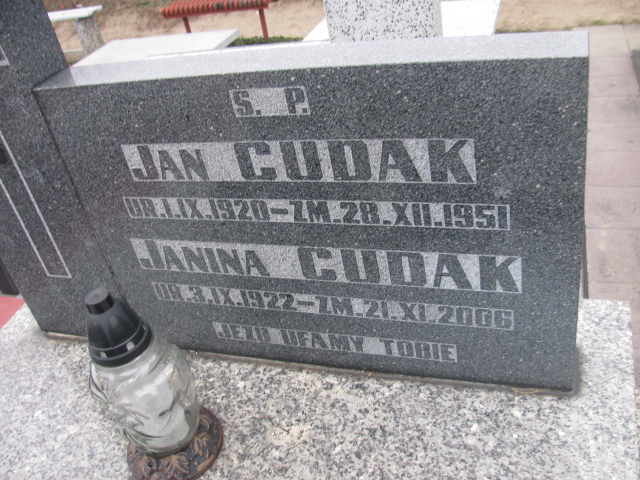 Ś. P.
JAN CUDAK
UR.1.IX.1920-ZM.28.XII.1951
JANINA CUDAK
UR.3.IX.1922-ZM.21.XI.2006
JEZU UFAMY TOBIE